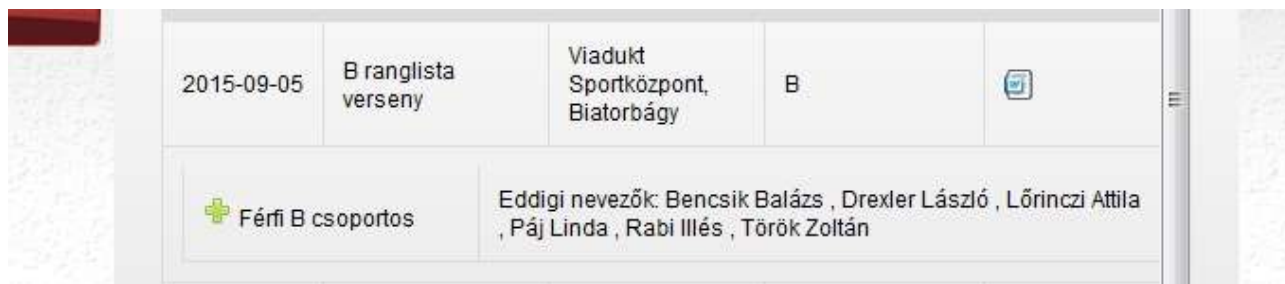 2015-09-05
B ranglista
verseny
Viadukt
Sportközpont,
Biatorbágy
B
Férfi B csoportos
Eddigi nevezők: Bencsik Balázs , Drexler László , Lőrinczi Attila
, Páj Linda , Rabi Illés , Török Zoltán